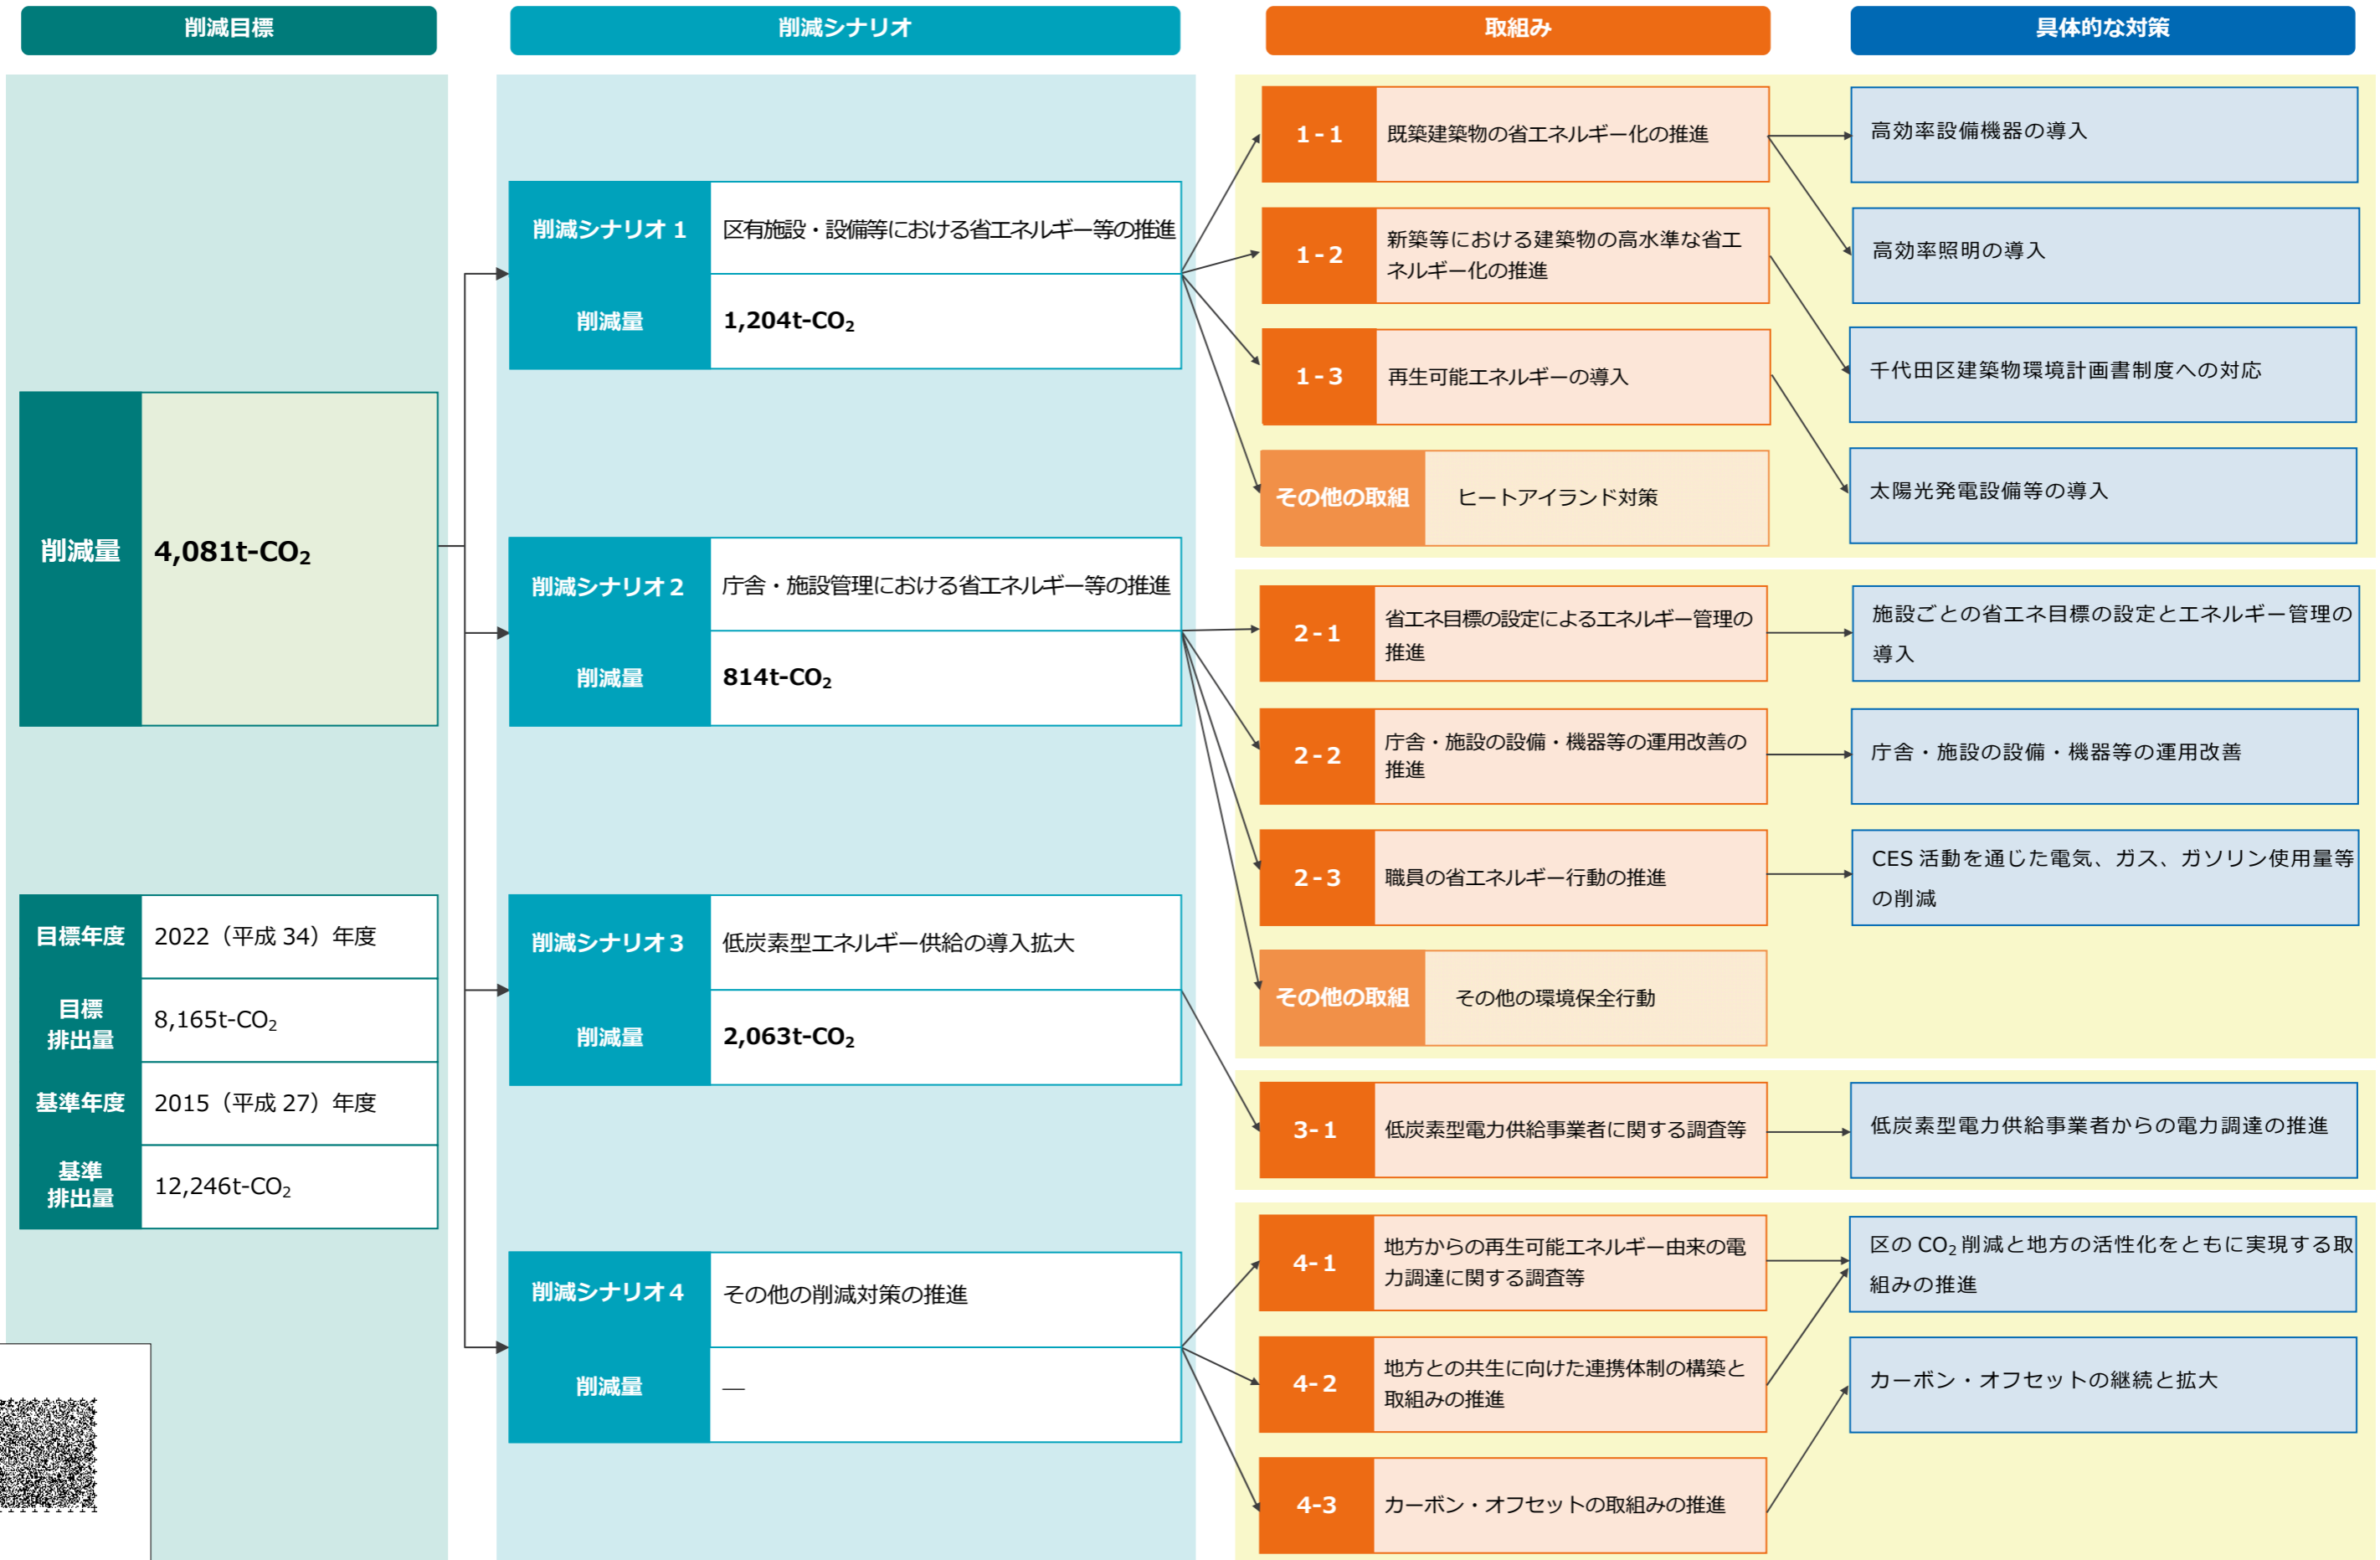 削減目標
削減シナリオ
取組み
具体的な対策
削減量
4,081t-CO₂
目標年度
2022（平成 34）年度
目標
排出量
8,165t-CO₂
基準年度
2015（平成 27）年度
基準
排出量
12,246t-CO₂
削減シナリオ 1
区有施設・設備等における省エネルギー等の推進
削減量
1,204t-CO₂
削減シナリオ 2
庁舎・施設管理における省エネルギー等の推進
削減量
814t-CO₂
削減シナリオ 3
低炭素型エネルギー供給の導入拡大
削減量
2,063t-CO₂
削減シナリオ 4
その他の削減対策の推進
削減量
―
1-1
既築建築物の省エネルギー化の推進
1-2
新築等における建築物の高水準な省エ
ネルギー化の推進
1-3
再生可能エネルギーの導入
その他の取組
ヒートアイランド対策
高効率設備機器の導入
高効率照明の導入
千代田区建築物環境計画書制度への対応
太陽光発電設備等の導入
2-1
省エネ目標の設定によるエネルギー管理の
推進
2-2
庁舎・施設の設備・機器等の運用改善の
推進
2-3
職員の省エネルギー行動の推進
その他の取組
その他の環境保全行動
施設ごとの省エネ目標の設定とエネルギー管理の
導入
庁舎・施設の設備・機器等の運用改善
CES 活動を通じた電気、ガス、ガソリン使用量等
の削減
3-1
低炭素型電力供給事業者に関する調査等
低炭素型電力供給事業者からの電力調達の推進
4-1
地方からの再生可能エネルギー由来の電
力調達に関する調査等
4-2
地方との共生に向けた連携体制の構築と
取組みの推進
4-3
カーボン・オフセットの取組みの推進
区の CO₂ 削減と地方の活性化をともに実現する取
組みの推進
カーボン・オフセットの継続と拡大